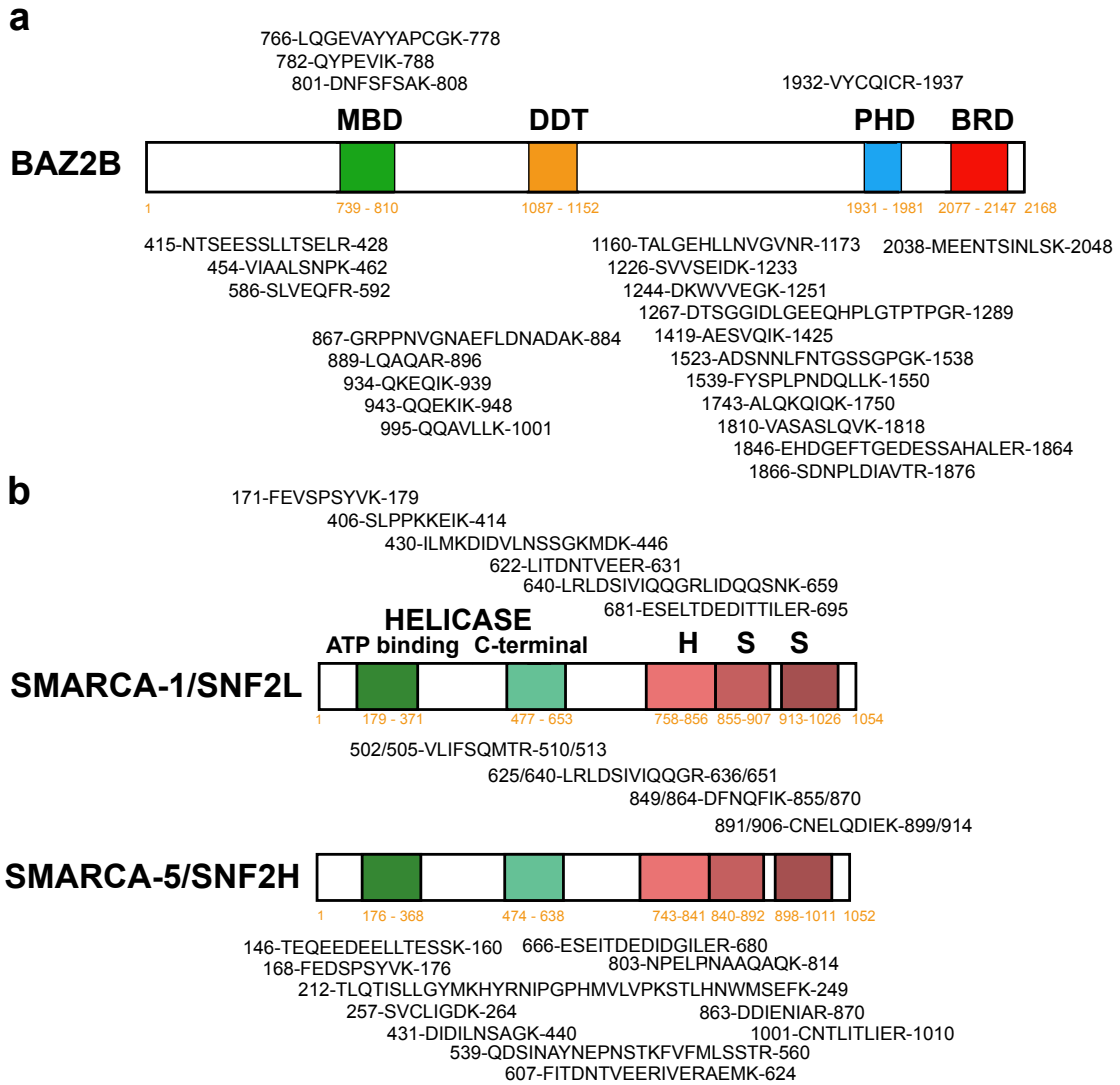 a
766-LQGEVAYYAPCGK-778
782-QYPEVIK-788
801-DNFSFSAK-808
1932-VYCQICR-1937
MBD DDT PHD BRD
BAZ2B
1 739 - 810 1087 - 1152 1931 - 1981 2077 - 2147 2168
415-NTSEESSLLTSELR-428
454-VIAALSNPK-462
586-SLVEQFR-592
867-GRPPNVGNAEFLDNADAK-884
889-LQAQAR-896
934-QKEQIK-939
943-QQEKIK-948
995-QQAVLLK-1001
1160-TALGEHLLNVGVNR-1173
1226-SVVSEIDK-1233
1244-DKWVVEGK-1251
1267-DTSGGIDLGEEQHPLGTPTPGR-1289
1419-AESVQIK-1425
1523-ADSNNLFNTGSSGPGK-1538
1539-FYSPLPNDQLLK-1550
1743-ALQKQIQK-1750
1810-VASASLQVK-1818
1846-EHDGEFTGEDESSAHALER-1864
1866-SDNPLDIAVTR-1876
2038-MEENTSINLSK-2048
b
171-FEVSPSYVK-179
406-SLPPKKEIK-414
430-ILMKDIDVLNSSGKMDK-446
622-LITDNTVEER-631
640-LRLDSIVIQQGRLIDQQSNK-659
681-ESELTDEDITTILER-695
HELICASE
ATP binding C-terminal H S S
SMARCA-1/SNF2L
1 179 - 371 477 - 653 758-856 855-907 913-1026 1054
502/505-VLIFSQMTR-510/513
625/640-LRLDSIVIQQGR-636/651
849/864-DFNQFIK-855/870
891/906-CNELQDIEK-899/914
SMARCA-5/SNF2H
1 176 - 368 474 - 638 743-841 840-892 898-1011 1052
146-TEQEEDEELLTESSK-160 666-ESEITDEDIDGILER-680
168-FEDSPSYVK-176 803-NPELPNAAQAQK-814
212-TLQTISLLGYMKHYRNIPGPHMVLVPKSTLHNWMSEFK-249
257-SVCLIGDK-264 863-DDIENIAR-870
431-DIDILNSAGK-440 1001-CNTLITLIER-1010
539-QDSINAYNEPNSTKFVFMLSSTR-560
607-FITDNTVEERIVERAEMK-624